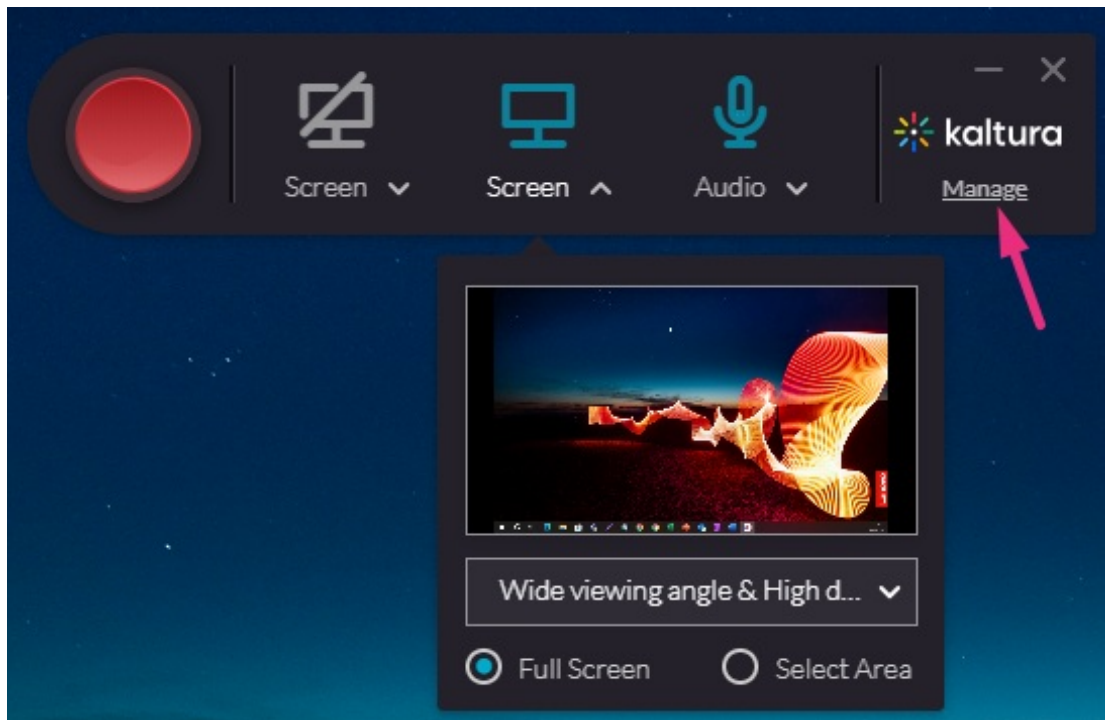 kaltura
Screen
Screen
Audio
Manage
Wide viewing angle & High d...
Full Screen
Select Area